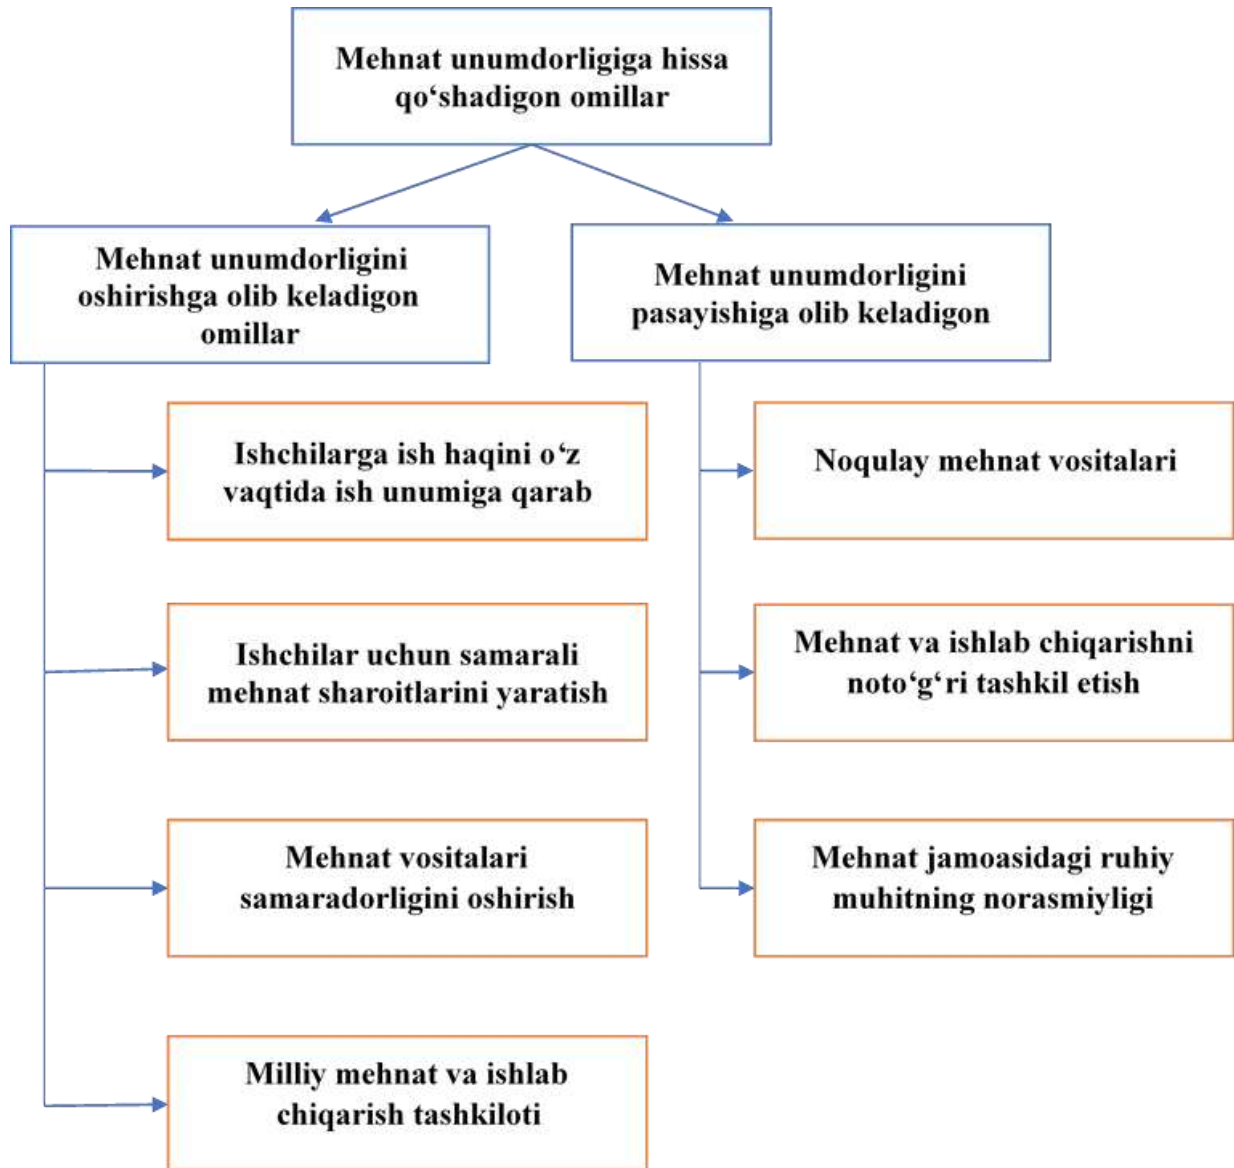 Mehnat unumdorligiga hissa
qo‘shadigon omillar
Mehnat unumdorligini
oshirishga olib keladigon
omillar
Mehnat unumdorligini
pasayishiga olib keladigon
Ishchilarga ish haqini o‘z
vaqtida ish unumiga qarab
Ishchilar uchun samarali
mehnat sharoitlarini yaratish
Mehnat vositalari
samaradorligini oshirish
Milliy mehnat va ishlab
chiqarish tashkiloti
Noqulay mehnat vositalari
Mehnat va ishlab chiqarishni
noto‘g‘ri tashkil etish
Mehnat jamoasidagi ruhiy
muhitning norasmiyligi